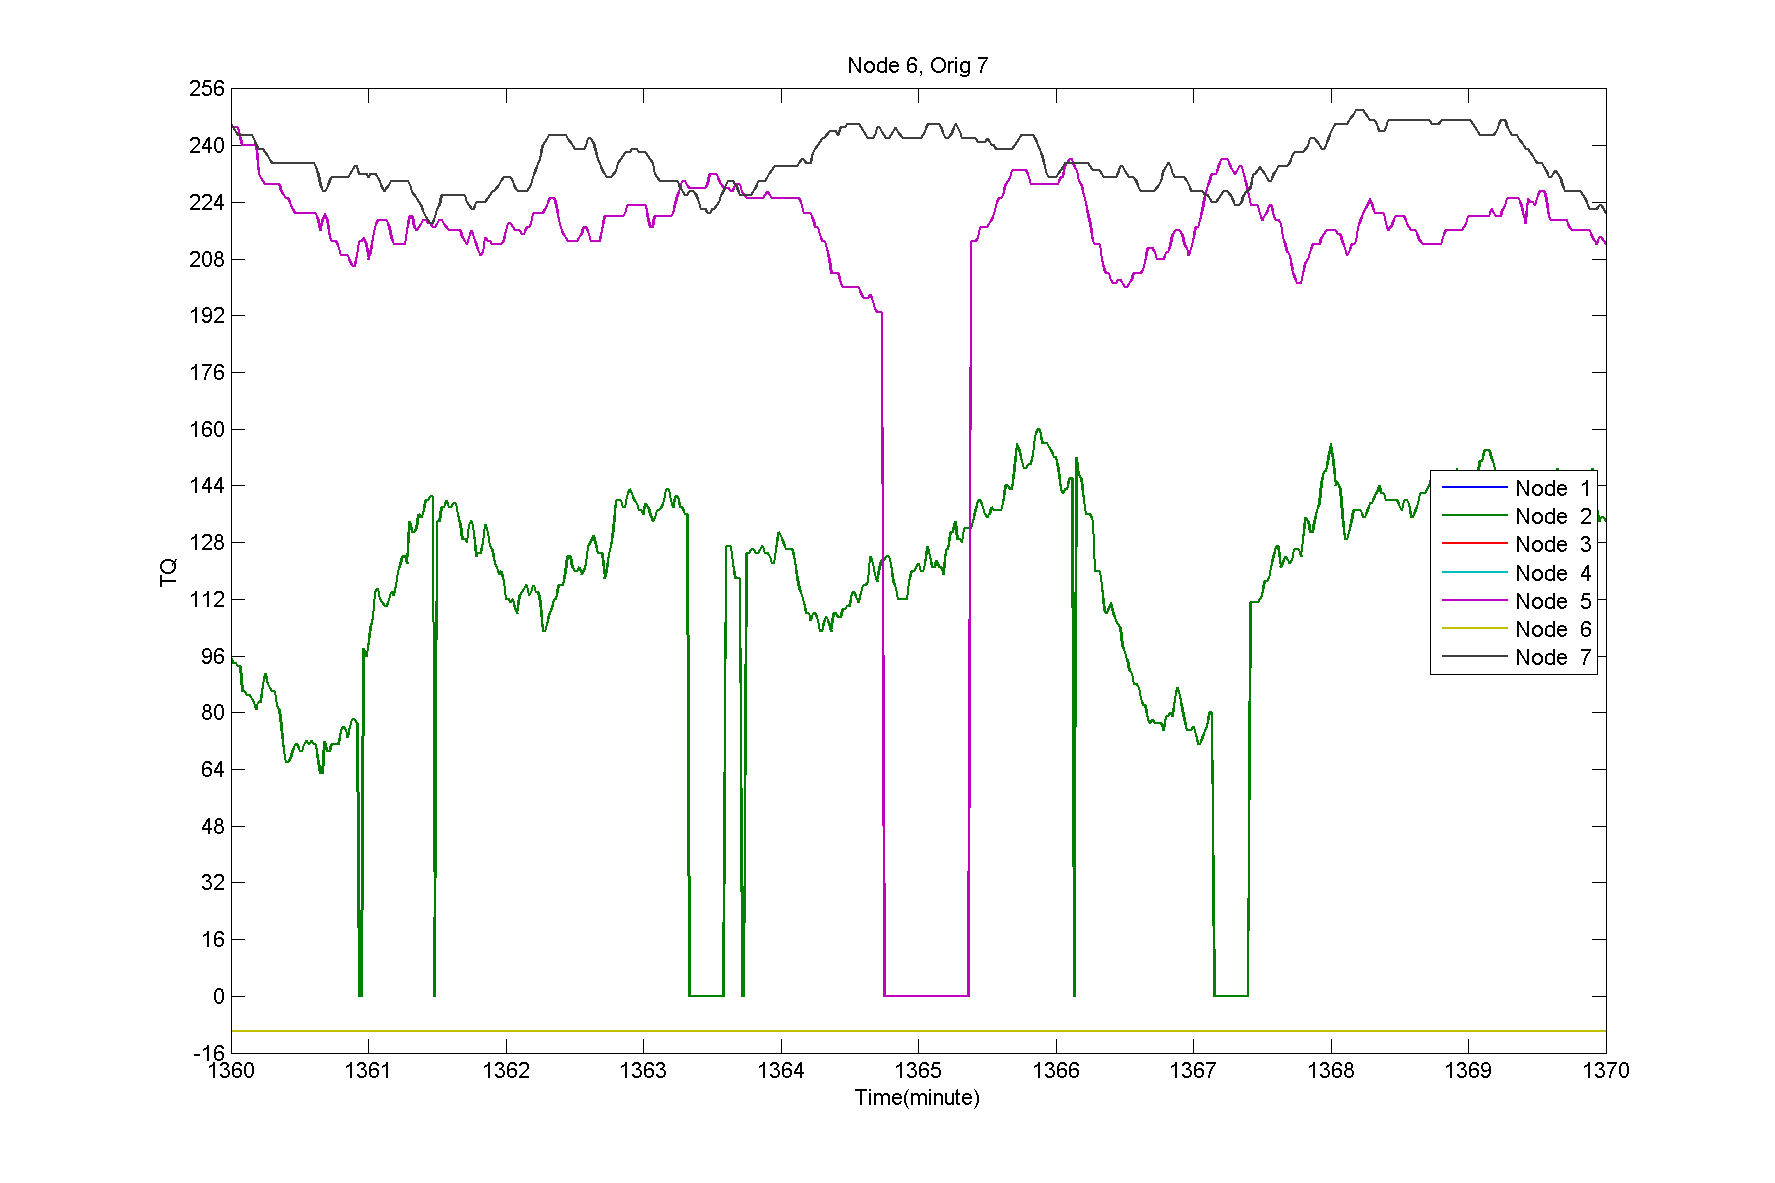 Node 6, Orig 7
256
240
224
208
192
176
160
144
128
112
96
80
64
48
32
16
0
-16
TQ
Node 1
Node 2
Node 3
Node 4
Node 5
Node 6
Node 7
1360 1361 1362 1363 1364 1365 1366 1367 1368 1369 1370
Time(minute)